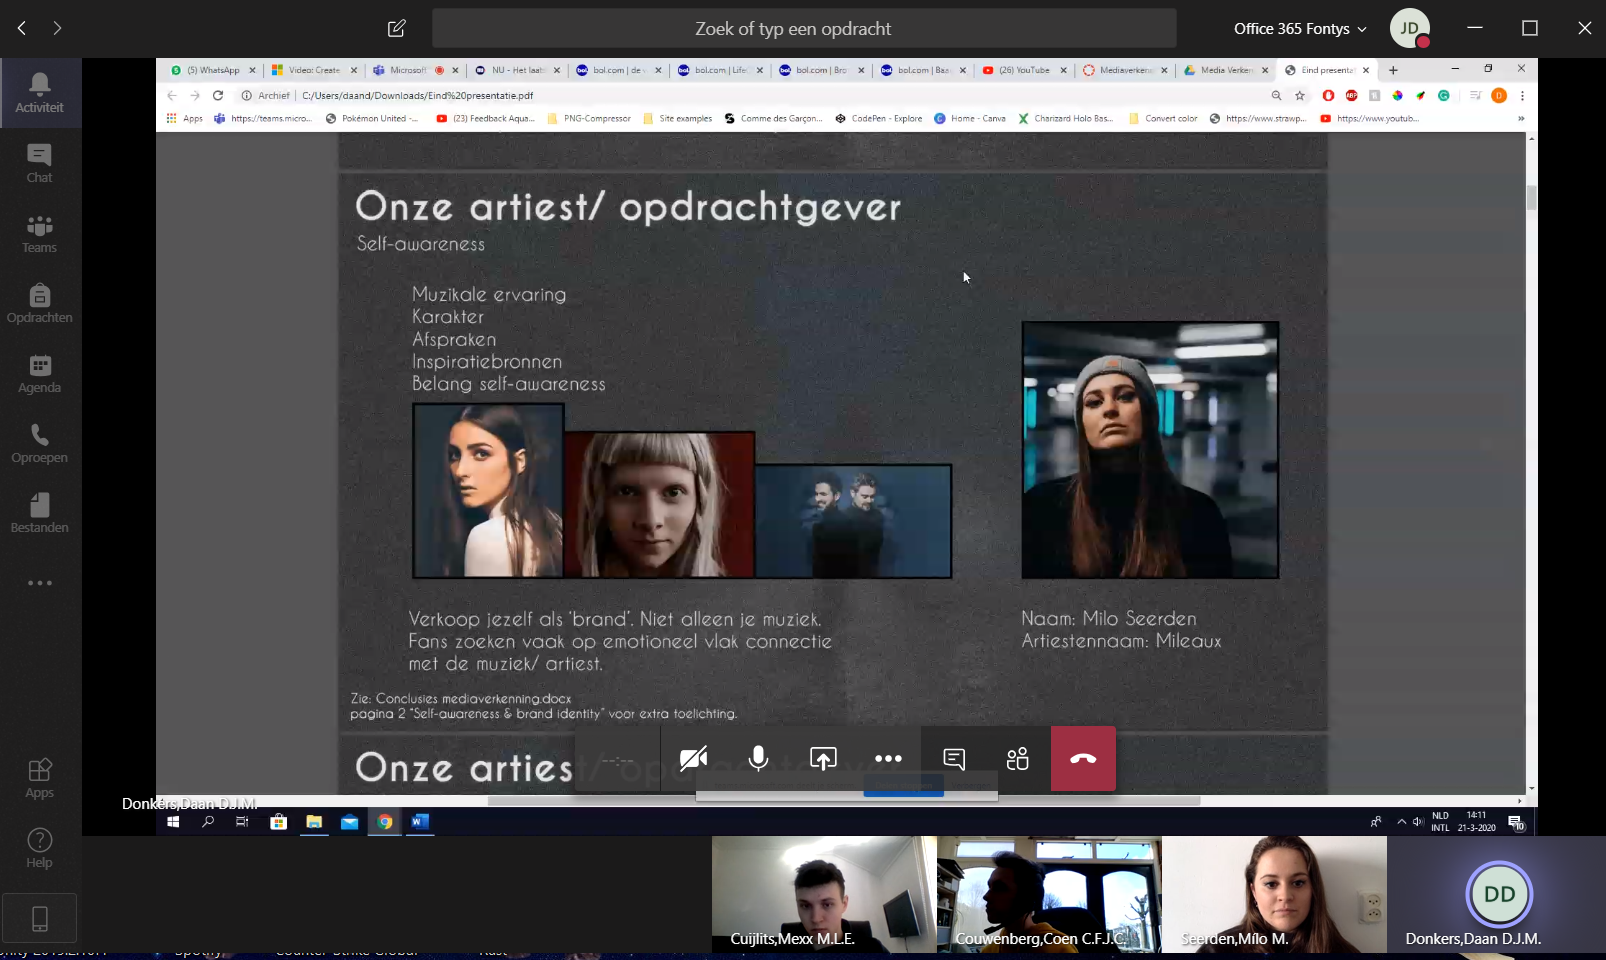 Zoek of typ een opdracht
Office 365 Fontys
JD
Activiteit
Chat
Teams
Opdrachten
Agenda
Oproepen
Bestanden
Apps
Help
(5) WhatsApp
Video: Create
Microsoft
NU - Het laats
bol.com | de v
bol.com | Life
bol.com | Bro
bol.com | Baa
(26) YouTube
Mediaverken
Media Verken
Eind presentat
Archief
C:/Users/daand/Downloads/Eind%20presentatie.pdf
Apps
https://teams.micro...
Pokémon United -...
(23) Feedback Aqua...
PNG-Compressor
Site examples
Comme des Garçon...
CodePen - Explore
Home - Canva
Charizard Holo Bas...
Convert color
https://www.strawp...
https://www.youtub...
Onze artiest/ opdrachtgever
Self-awareness
Muzikale ervaring
Karakter
Afspraken
Inspiratiebronnen
Belang self-awareness
Verkoop jezelf als 'brand'. Niet alleen je muziek.
Fans zoeken vaak op emotioneel vlak connectie
met de muziek/ artiest.
Naam: Milo Seerden
Artiestennaam: Mileaux
Zie: Conclusies mediaverkenning.docx
pagina 2 "Self-awareness & brand identity" voor extra toelichting.
Onze artiest/ opdrachtgever
--:--
Donkers,Daan D.J.M.
NLD
INTL
14:11
21-3-2020
10
Cuijlits,Mexx M.L.E.
Couwenberg,Coen C.F.J.C.
Seerden,Mílo M.
DD
Donkers,Daan D.J.M.